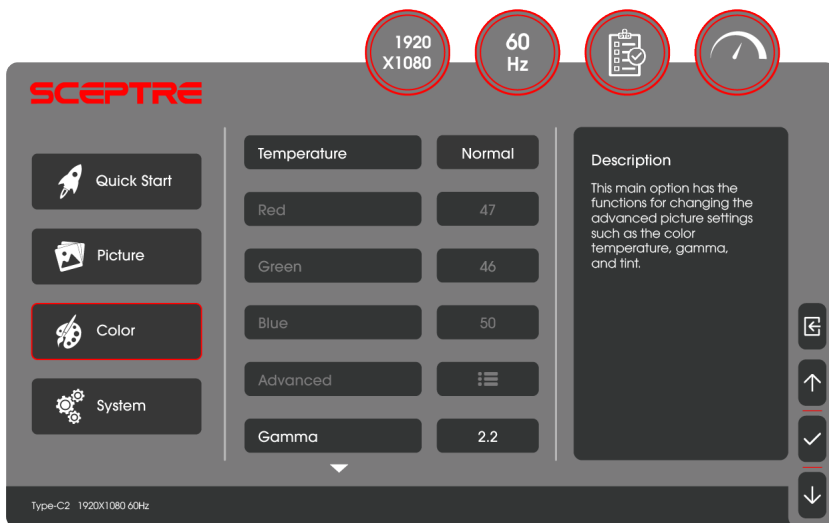 1920
X1080
60
Hz
SCEPTRE
Quick Start
Picture
Color
System
Temperature
Normal
Red
47
Green
46
Blue
50
Advanced
Gamma
2.2
Description
This main option has the
functions for changing the
advanced picture settings
such as the color
temperature, gamma,
and tint.
Type-C2 1920X1080 60Hz